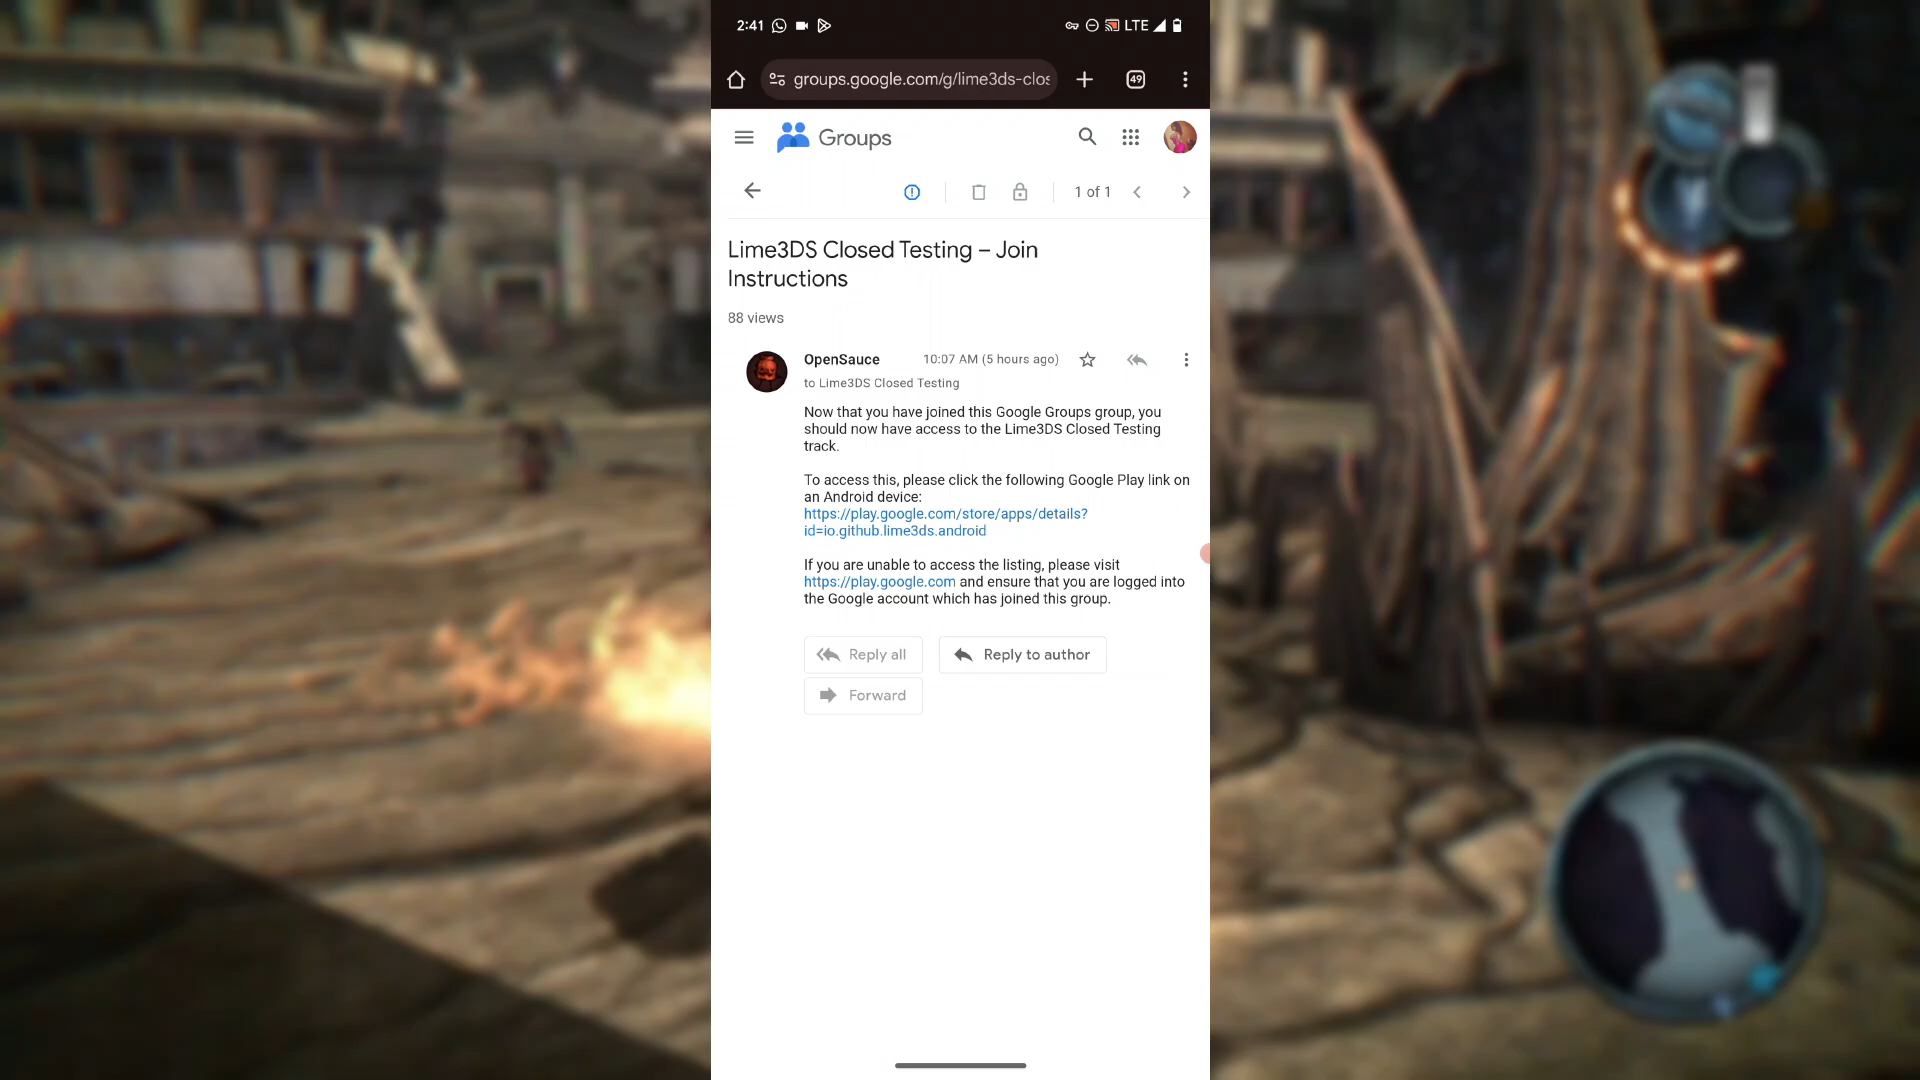 2:41 LTE
groups.google.com/g/lime3ds-clos 49
Groups
1 of 1
Lime3DS Closed Testing – Join
Instructions
88 views
OpenSauce 10:07 AM (5 hours ago)
to Lime3DS Closed Testing
Now that you have joined this Google Groups group, you
should now have access to the Lime3DS Closed Testing
track.
To access this, please click the following Google Play link on
an Android device:
https://play.google.com/store/apps/details?
id=io.github.lime3ds.android
If you are unable to access the listing, please visit
https://play.google.com and ensure that you are logged into
the Google account which has joined this group.
Reply all Reply to author
Forward